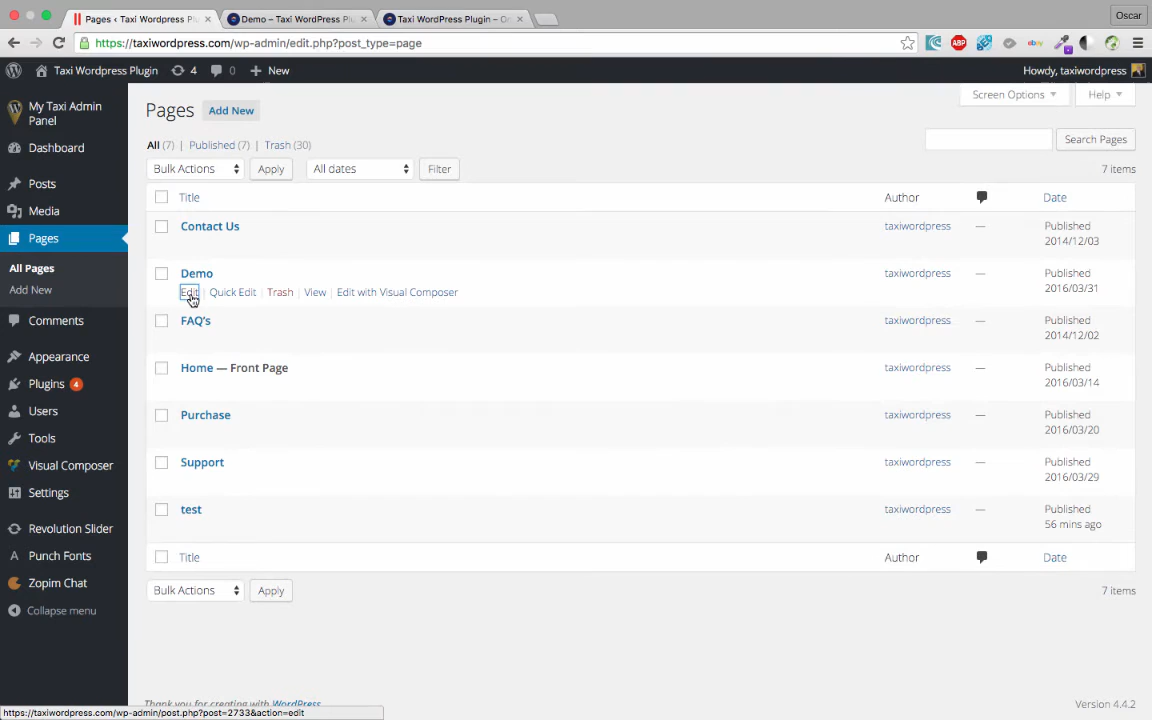 Pages ‹ Taxi Wordpress Plu
Demo – Taxi WordPress Plu
Taxi WordPress Plugin – O
Oscar
https://taxiwordpress.com/wp-admin/edit.php?post_type=page
ABP
ebay
Taxi Wordpress Plugin
4
0
New
Howdy, taxiwordpress
My Taxi Admin
Panel
Dashboard
Posts
Media
Pages
All Pages
Add New
Comments
Appearance
Plugins 4
Users
Tools
Visual Composer
Settings
Revolution Slider
Punch Fonts
Zopim Chat
Collapse menu
Screen Options
Help
Pages
Add New
All (7) | Published (7) | Trash (30)
Search Pages
Bulk Actions
Apply
All dates
Filter
7 items
Title
Author
Date
Contact Us
taxiwordpress
—
Published
2014/12/03
Demo
taxiwordpress
—
Published
2016/03/31
Edit | Quick Edit | Trash | View | Edit with Visual Composer
FAQ's
taxiwordpress
—
Published
2014/12/02
Home — Front Page
taxiwordpress
—
Published
2016/03/14
Purchase
taxiwordpress
—
Published
2016/03/20
Support
taxiwordpress
—
Published
2016/03/29
test
taxiwordpress
—
Published
56 mins ago
Title
Author
Date
Bulk Actions
Apply
7 items
Thank you for creating with WordPress
Version 4.4.2
https://taxiwordpress.com/wp-admin/post.php?post=2733&action=edit